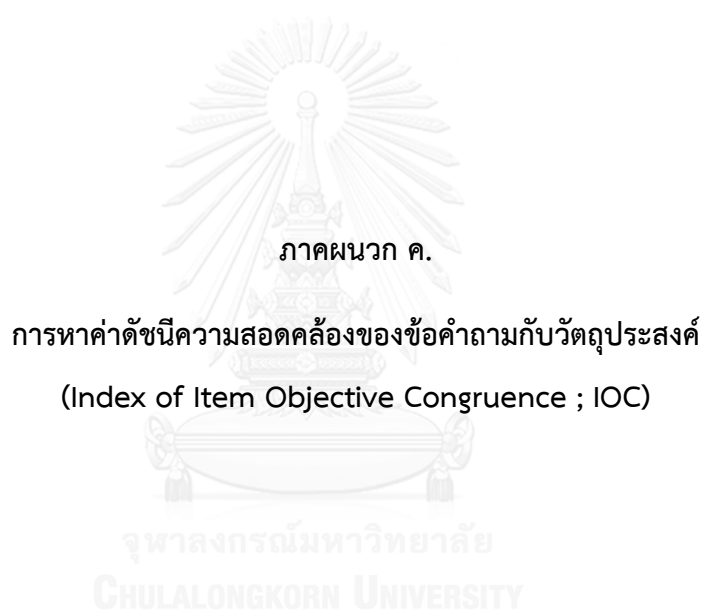 ภาคผนวก ค.
การหาค่าดัชนีความสอดคล้องของข้อคำถามกับวัตถุประสงค์
(Index of Item Objective Congruence ; IOC)
จุฬาลงกรณ์มหาวิทยาลัย
CHULALONGKORN UNIVERSITY